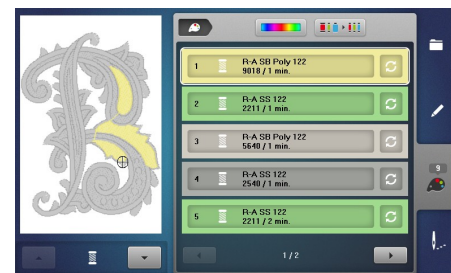 1
R-A SB Poly 122
9018 / 1 min.
2
R-A SS 122
2211 / 1 min.
3
R-A SB Poly 122
5640 / 1 min.
4
R-A SS 122
2540 / 1 min.
5
R-A SS 122
2211 / 2 min.
1 / 2
9